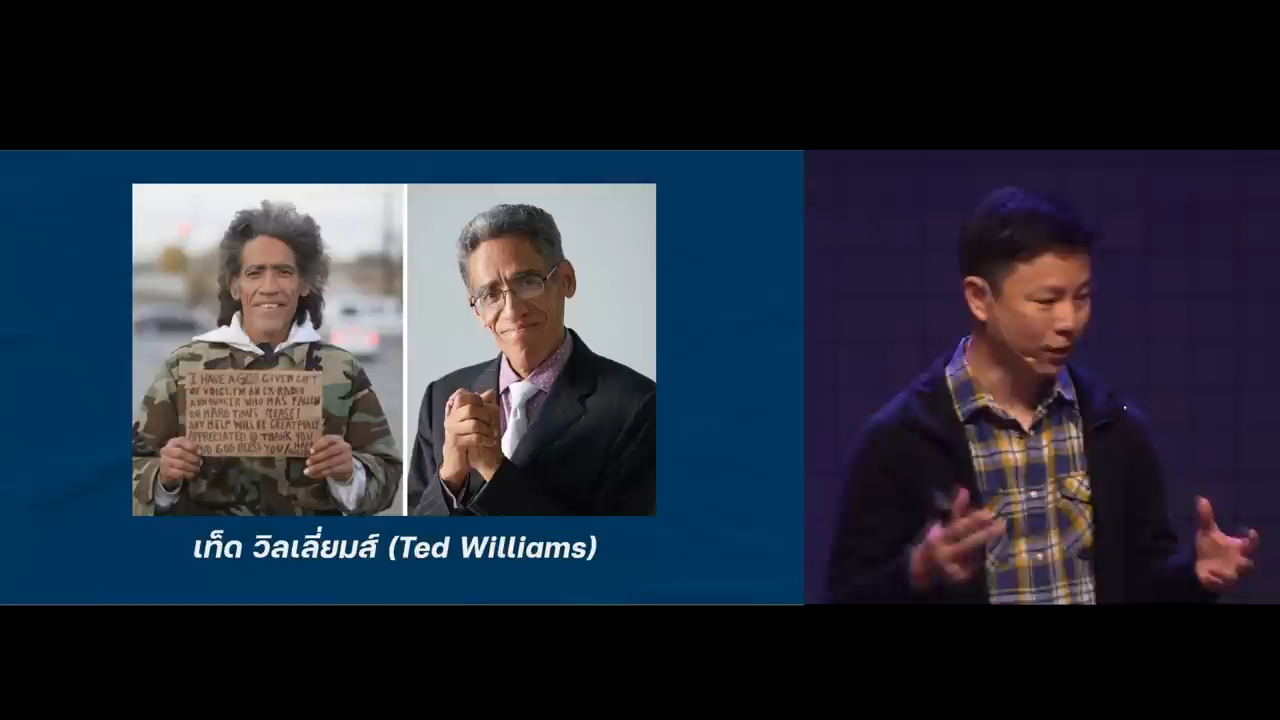 I HAVE A GOD GIVEN GIFT
OF VOICE. I'M AN EX-RADIO
ANNOUNCER WHO HAS FALLEN
ON HARD TIMES. PLEASE!
ANY HELP WILL BE GREATFULLY
APPRECIATED THANK YOU
AND GOD BLESS YOU
เท็ด วิลเลี่ยมส์ (Ted Williams)